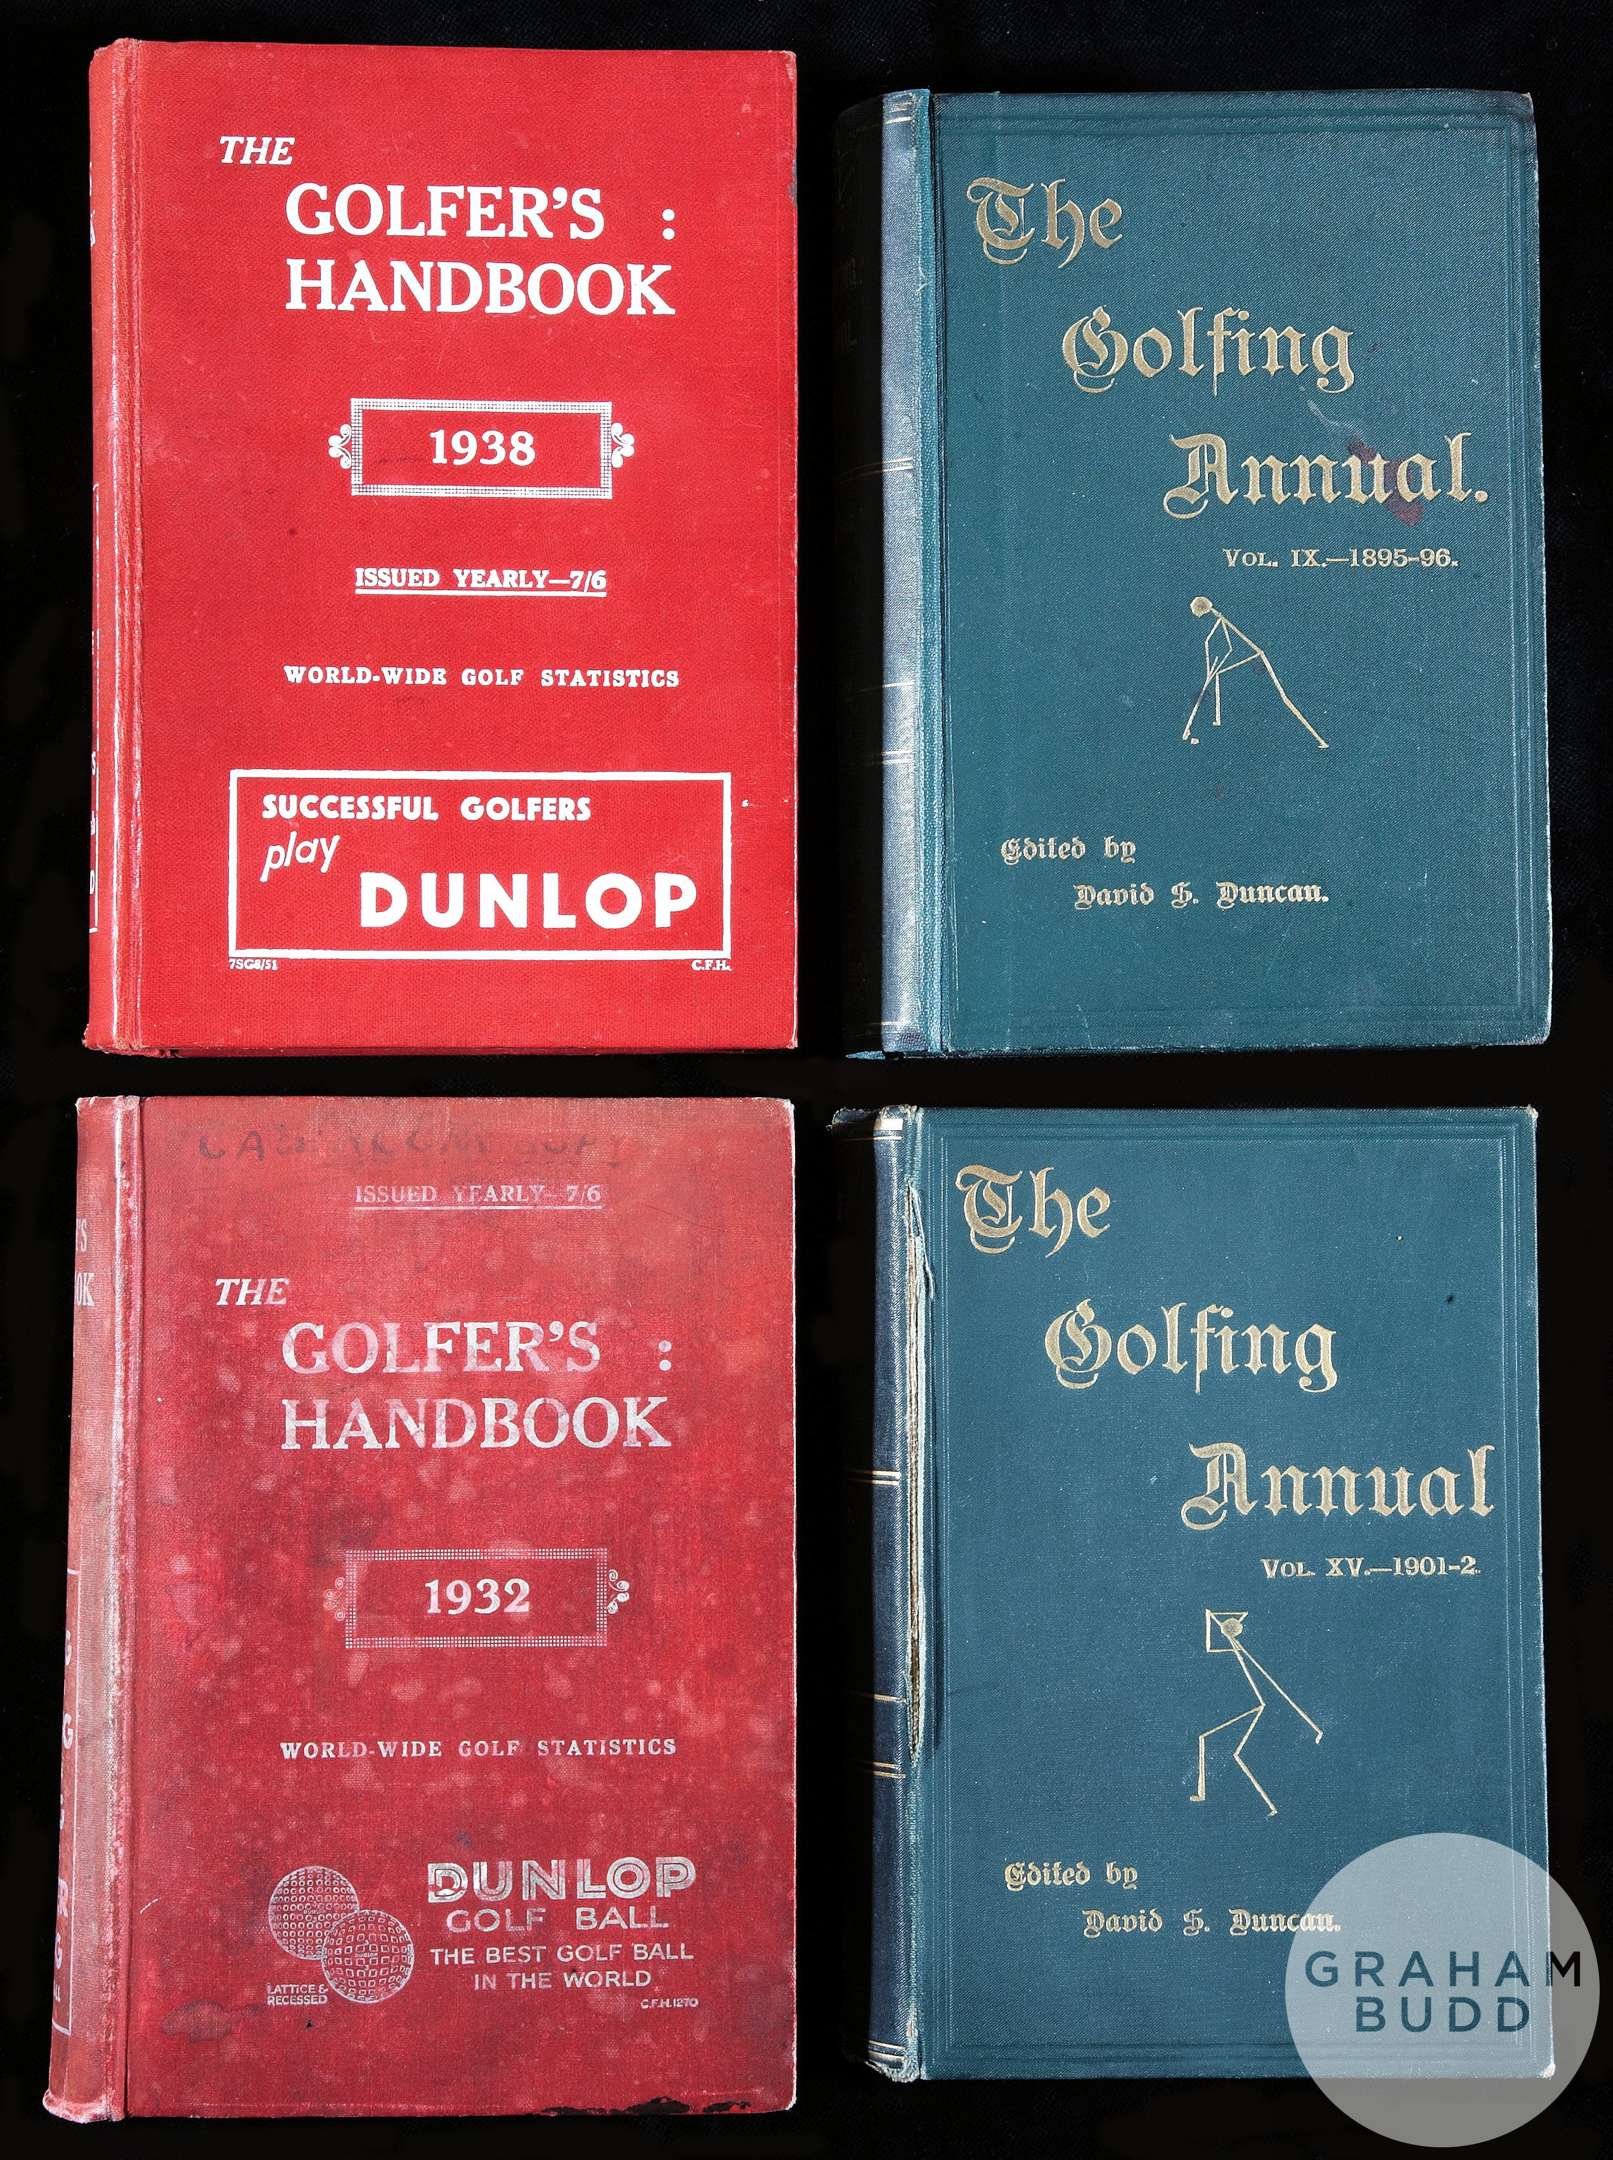 THE
GOLFER'S :
HANDBOOK
1938
ISSUED YEARLY—7/6
WORLD-WIDE GOLF STATISTICS
SUCCESSFUL GOLFERS
play
DUNLOP
7SG8/51 C.F.H.
The
Golfing
Annual.
VOL. IX.—1895-96.
Edited by
David S. Duncan.
ISSUED YEARLY—7/6
THE
GOLFER'S :
HANDBOOK
1932
WORLD-WIDE GOLF STATISTICS
DUNLOP
GOLF BALL
THE BEST GOLF BALL
IN THE WORLD
LATTICE &
RECESSED
C.F.H.1270
The
Golfing
Annual
VOL. XV.—1901-2.
Edited by
David S. Duncan.
GRAHAM
BUDD